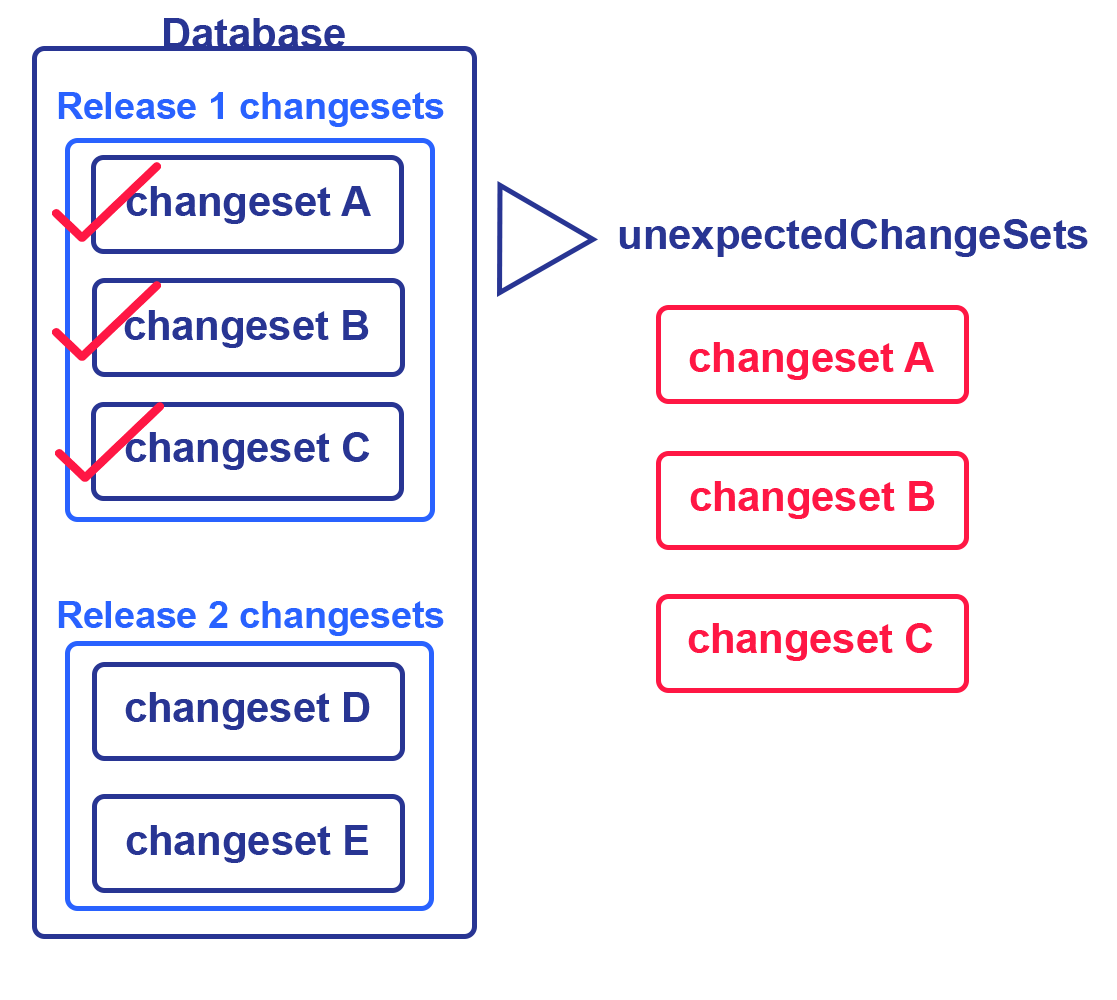 Database
Release 1 changesets
changeset A
changeset B
changeset C
Release 2 changesets
changeset D
changeset E
unexpectedChangeSets
changeset A
changeset B
changeset C